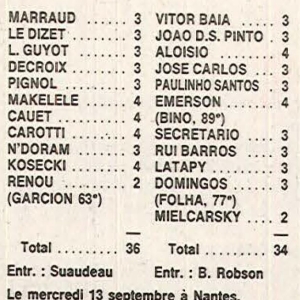 MARRAUD ...... 3
LE DIZET ....... 3
L. GUYOT ...... 3
DECROIX ...... 3
PIGNOL ........ 3
MAKELELE .... 4
CAUET ......... 4
CAROTTI ...... 4
N'DORAM ..... 3
KOSECKI ...... 4
RENOU ........ 2
(GARCION 63e)
Total ......... 36
Entr. : Suaudeau
VITOR BAIA ... 3
JOAO D.S. PINTO . 3
ALOISIO ....... 4
JOSE CARLOS ... 3
PAULINHO SANTOS . 3
EMERSON ..... 4
(BINO, 89e)
SECRETARIO .. 3
RUI BARROS ... 3
LATAPY ........ 3
DOMINGOS .... 3
(FOLHA, 77e)
MIELCARSKY .. 2
Total ......... 34
Entr. : B. Robson
Le mercredi 13 septembre à Nantes.